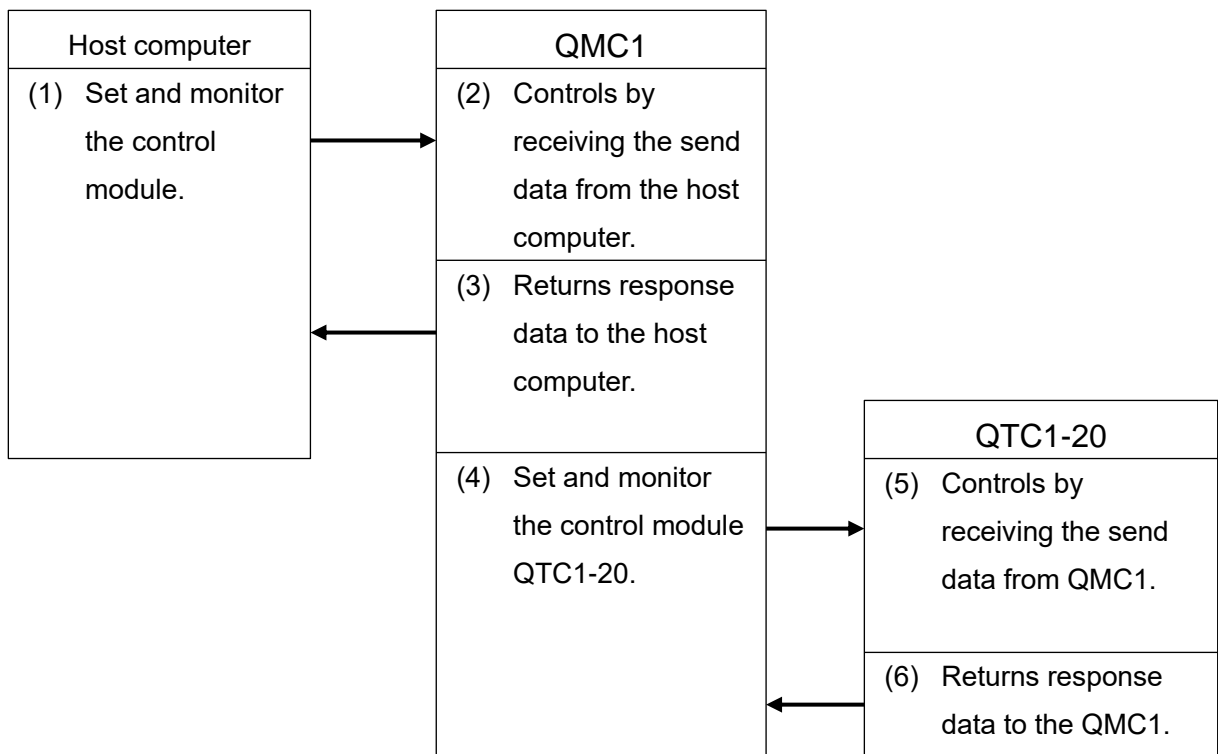 Host computer
(1) Set and monitor
the control
module.
QMC1
(2) Controls by
receiving the send
data from the host
computer.
(3) Returns response
data to the host
computer.
(4) Set and monitor
the control module
QTC1-20.
QTC1-20
(5) Controls by
receiving the send
data from QMC1.
(6) Returns response
data to the QMC1.